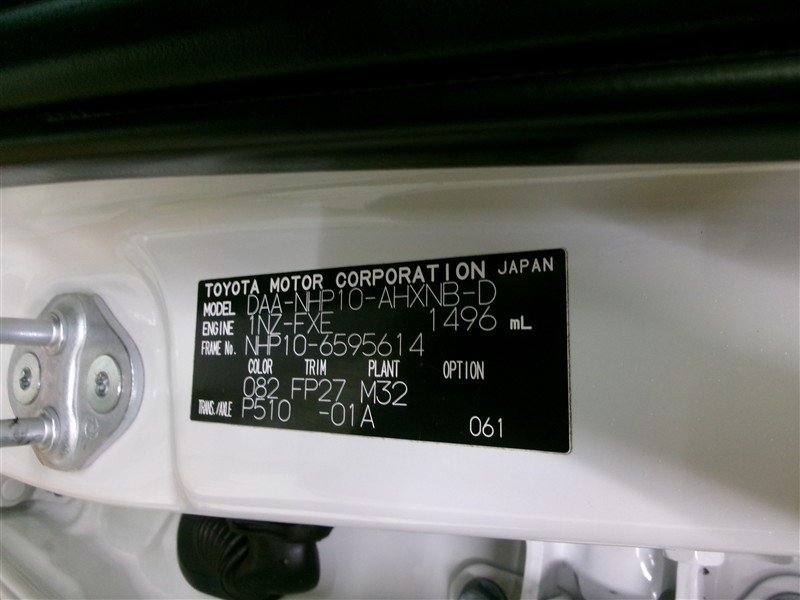 TOYOTA MOTOR CORPORATION JAPAN
MODEL DAA-NHP10-AHXNB-D
ENGINE 1NZ-FXE 1496 mL
FRAME No. NHP10-6595614
COLOR TRIM PLANT OPTION
082 FP27 M32
TRANS./AXLE P510 -01A
061